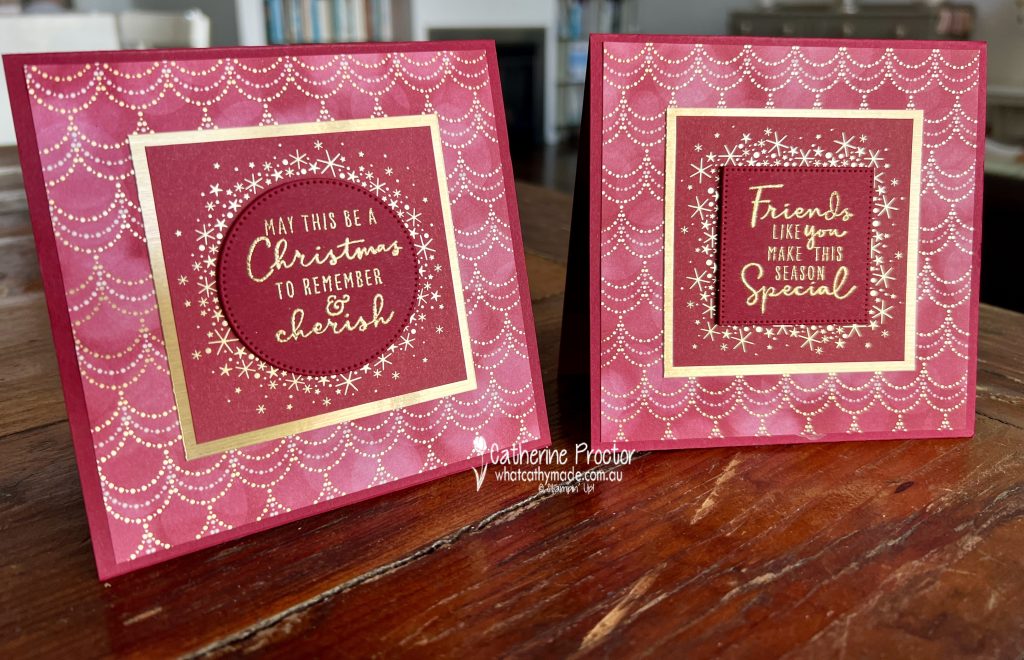 MAY THIS BE A
Christmas
TO REMEMBER
&
cherish
Friends
LIKE you
MAKE THIS
SEASON
Special
Catherine Proctor
whatcathymade.com.au
© Stampin' Up!